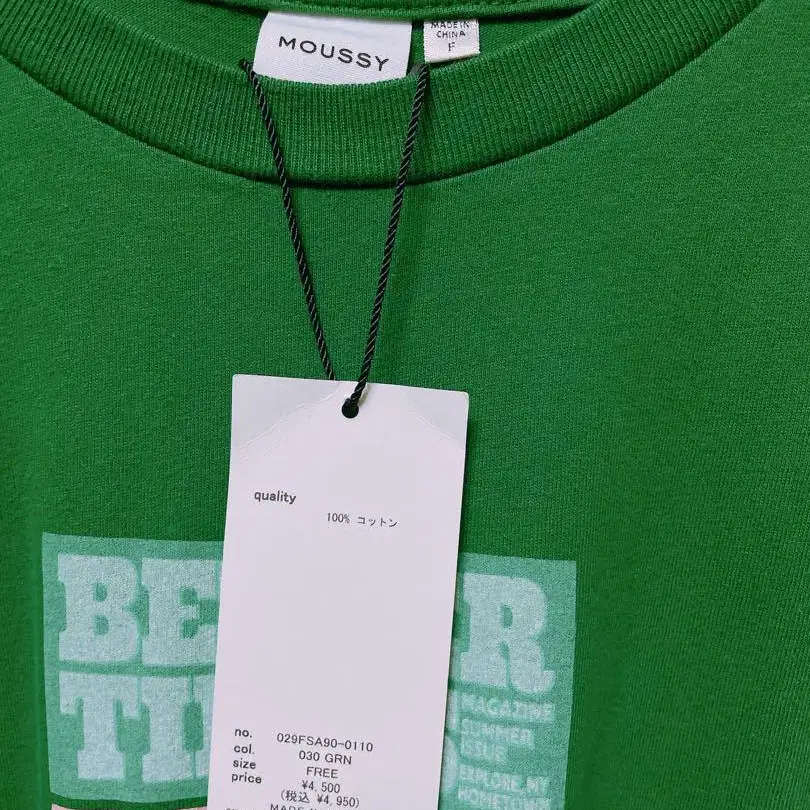 MOUSSY
MADE IN
CHINA
F
quality
100% コットン
MAGAZINE
SUMMER
ISSUE
EXPLORE, MY
no. 029FSA90-0110
col. 030 GRN
size FREE
price ¥4,500
(税込 ¥4,950)